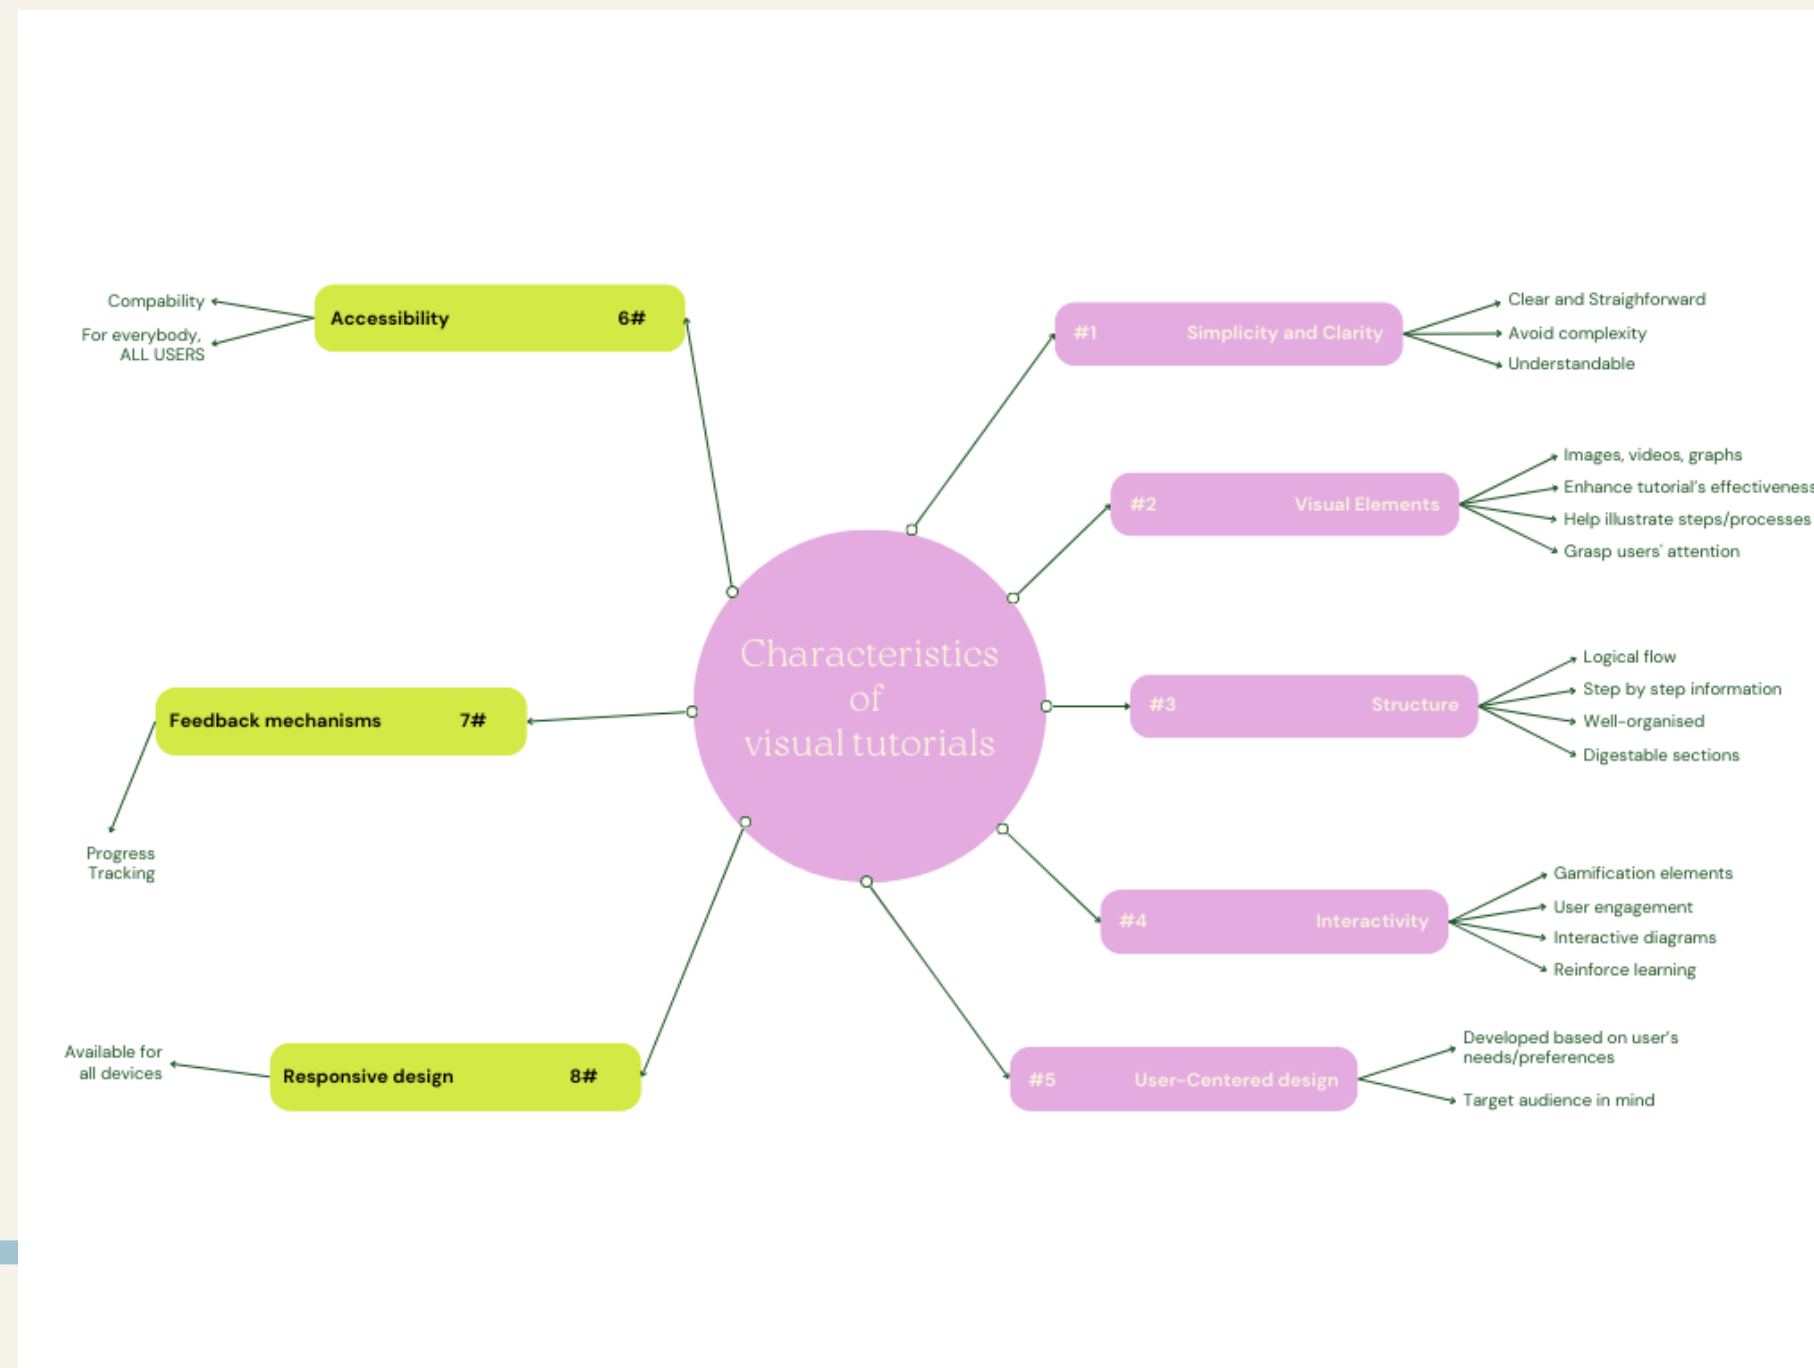 Characteristics
of
visual tutorials
#1 Simplicity and Clarity
Clear and Straighforward
Avoid complexity
Understandable
#2 Visual Elements
Images, videos, graphs
Enhance tutorial's effectiveness
Help illustrate steps/processes
Grasp users' attention
#3 Structure
Logical flow
Step by step information
Well-organised
Digestable sections
#4 Interactivity
Gamification elements
User engagement
Interactive diagrams
Reinforce learning
#5 User-Centered design
Developed based on user's
needs/preferences
Target audience in mind
Accessibility 6#
Compability
For everybody,
ALL USERS
Feedback mechanisms 7#
Progress
Tracking
Responsive design 8#
Available for
all devices